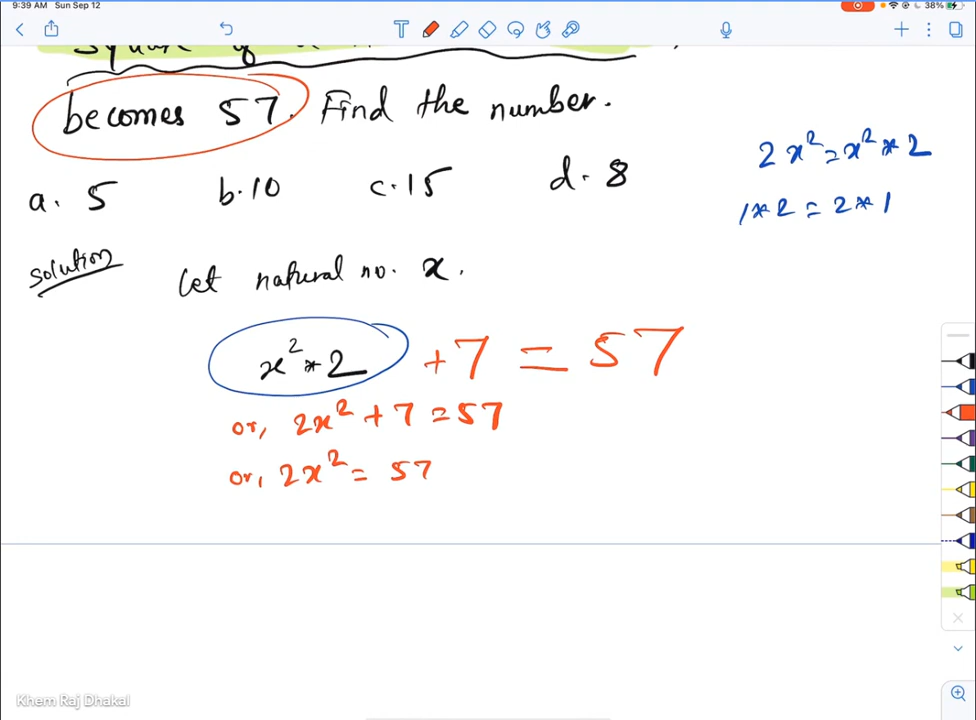 9:39 AM Sun Sep 12
38%
T
square of
becomes 57. Find the number.
2x² = x² * 2
a. 5 b. 10 c. 15 d. 8
1*2 = 2*1
solution
let natural no. x.
x² * 2 + 7 = 57
or, 2x² + 7 = 57
or, 2x² = 57
Khem Raj Dhakal